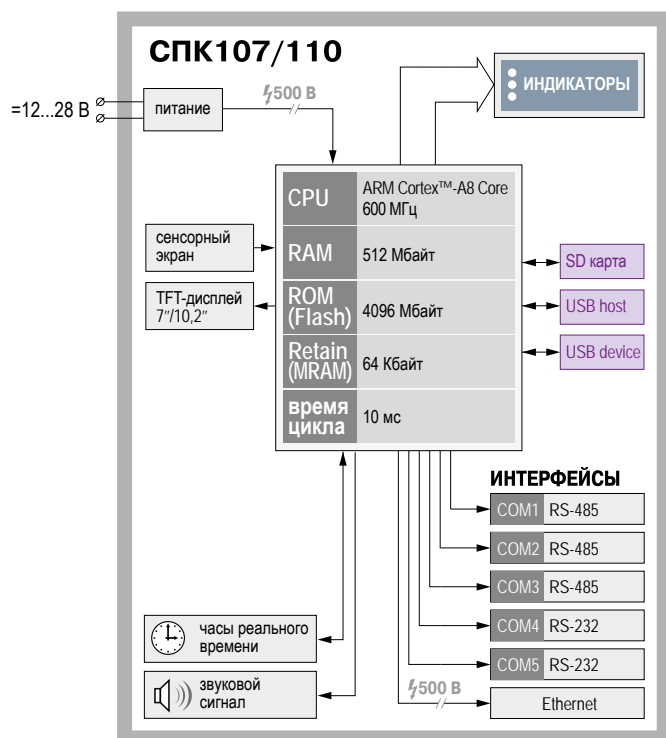 СПК107/110
=12...28 В
питание
500 В
ИНДИКАТОРЫ
CPU
ARM Cortex™-A8 Core
600 МГц
RAM
512 Мбайт
ROM
(Flash)
4096 Мбайт
Retain
(MRAM)
64 Кбайт
время
цикла
10 мс
сенсорный
экран
TFT-дисплей
7″/10,2″
SD карта
USB host
USB device
ИНТЕРФЕЙСЫ
COM1 RS-485
COM2 RS-485
COM3 RS-485
COM4 RS-232
COM5 RS-232
500 В
Ethernet
часы реального
времени
звуковой
сигнал